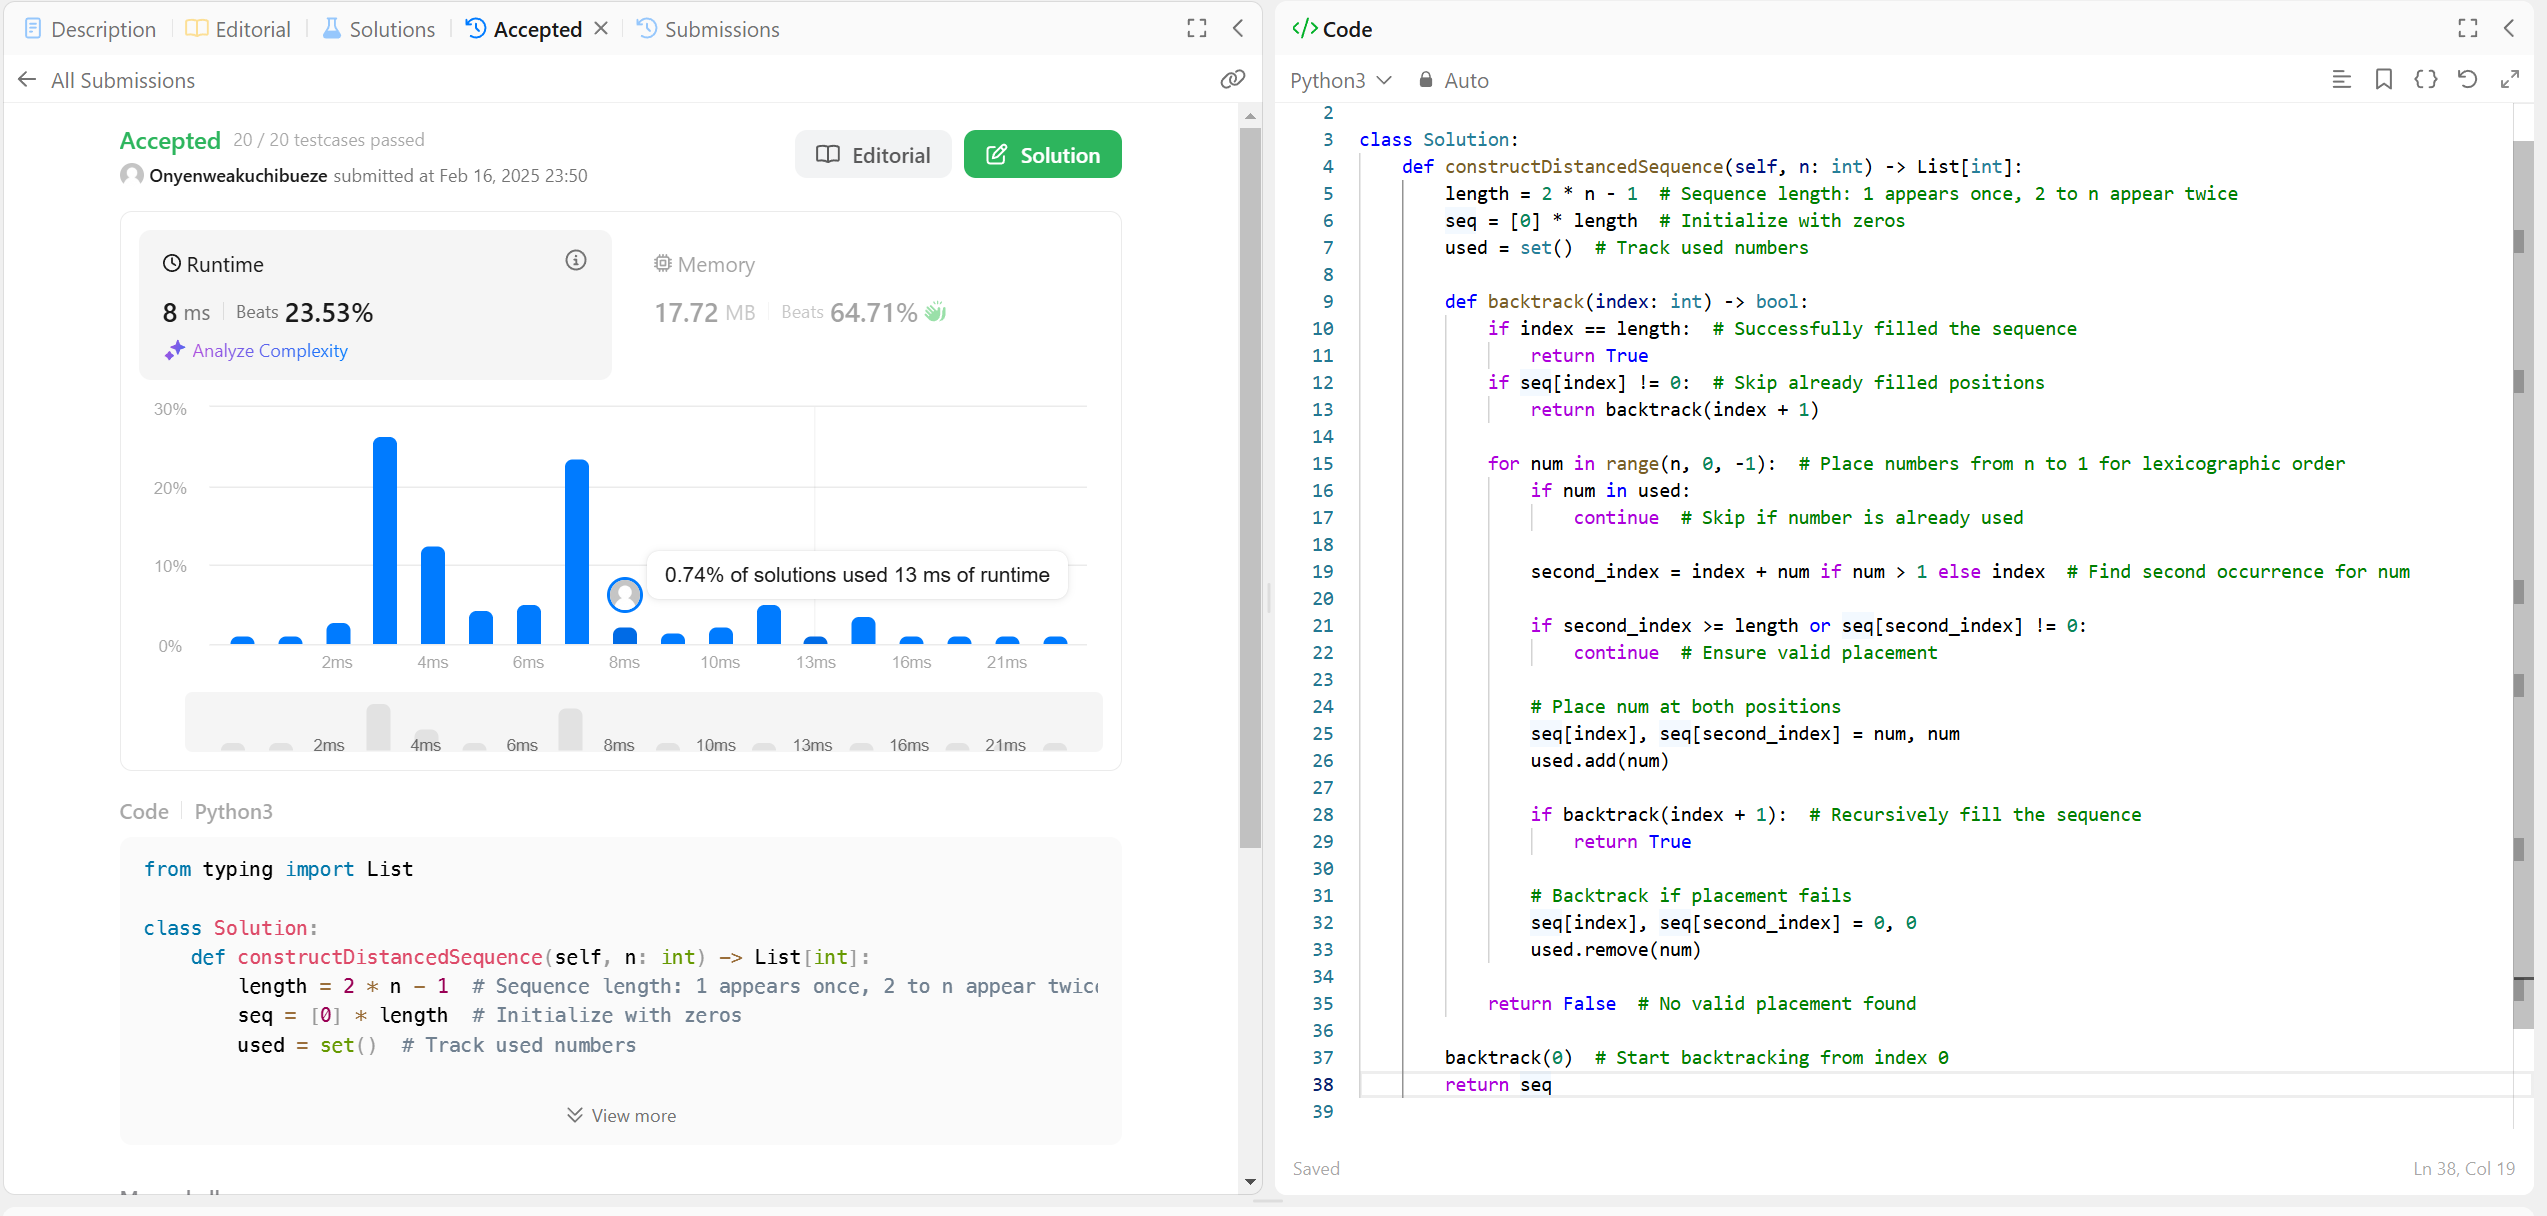 Description
Editorial
Solutions
Accepted
Submissions
All Submissions
Accepted 20 / 20 testcases passed
Onyenweakuchibueze submitted at Feb 16, 2025 23:50
Editorial
Solution
Runtime
8 ms Beats 23.53%
Analyze Complexity
Memory
17.72 MB Beats 64.71%
30%
20%
10%
0%
0.74% of solutions used 13 ms of runtime
2ms 4ms 6ms 8ms 10ms 13ms 16ms 21ms
2ms 4ms 6ms 8ms 10ms 13ms 16ms 21ms
Code Python3
from typing import List
class Solution:
def constructDistancedSequence(self, n: int) -> List[int]:
length = 2 * n - 1  # Sequence length: 1 appears once, 2 to n appear twic
seq = [0] * length  # Initialize with zeros
used = set()  # Track used numbers
View more
</> Code
Python3 Auto
2
3 class Solution:
4 def constructDistancedSequence(self, n: int) -> List[int]:
5 length = 2 * n - 1  # Sequence length: 1 appears once, 2 to n appear twice
6 seq = [0] * length  # Initialize with zeros
7 used = set()  # Track used numbers
8
9 def backtrack(index: int) -> bool:
10 if index == length:  # Successfully filled the sequence
11 return True
12 if seq[index] != 0:  # Skip already filled positions
13 return backtrack(index + 1)
14
15 for num in range(n, 0, -1):  # Place numbers from n to 1 for lexicographic order
16 if num in used:
17 continue  # Skip if number is already used
18
19 second_index = index + num if num > 1 else index  # Find second occurrence for num
20
21 if second_index >= length or seq[second_index] != 0:
22 continue  # Ensure valid placement
23
24 # Place num at both positions
25 seq[index], seq[second_index] = num, num
26 used.add(num)
27
28 if backtrack(index + 1):  # Recursively fill the sequence
29 return True
30
31 # Backtrack if placement fails
32 seq[index], seq[second_index] = 0, 0
33 used.remove(num)
34
35 return False  # No valid placement found
36
37 backtrack(0)  # Start backtracking from index 0
38 return seq
39
Saved
Ln 38, Col 19